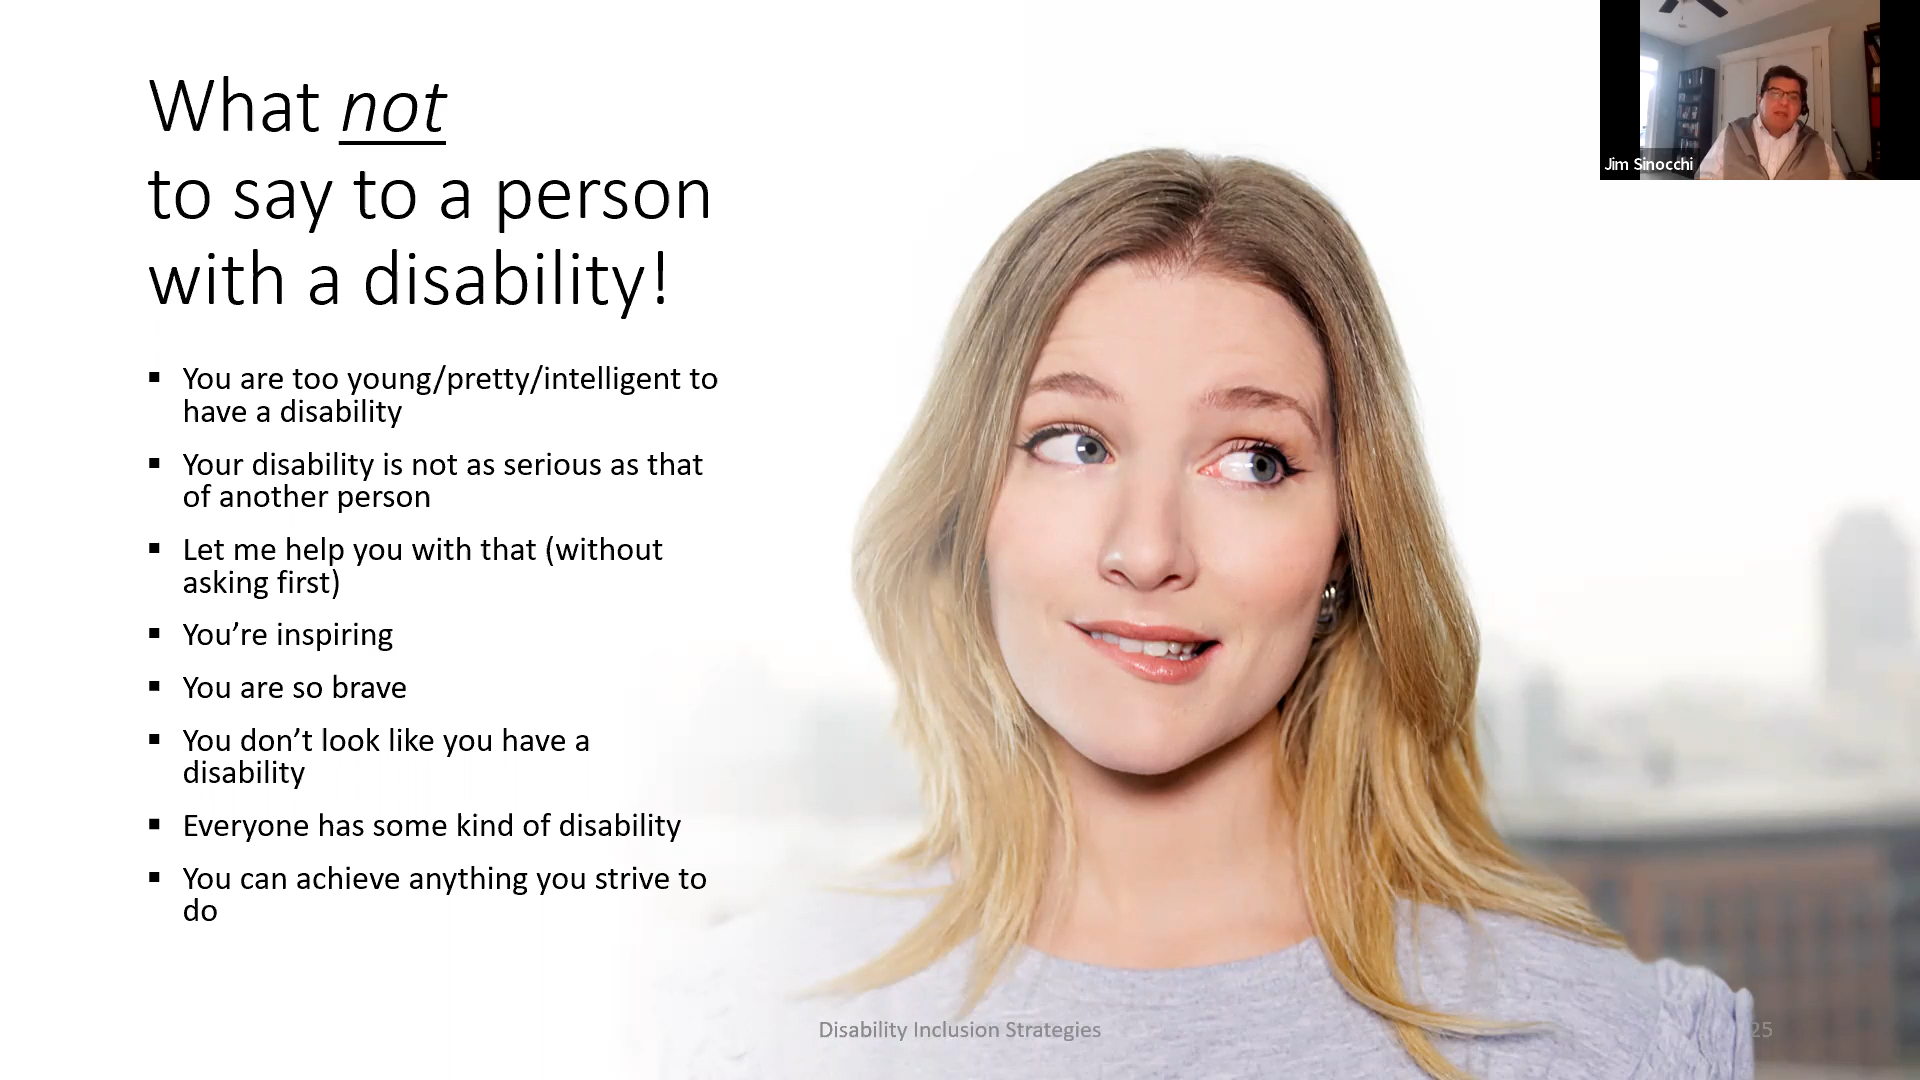 What not
to say to a person
with a disability!
▪ You are too young/pretty/intelligent to
have a disability
▪ Your disability is not as serious as that
of another person
▪ Let me help you with that (without
asking first)
▪ You’re inspiring
▪ You are so brave
▪ You don’t look like you have a
disability
▪ Everyone has some kind of disability
▪ You can achieve anything you strive to
do
Jim Sinocchi
Disability Inclusion Strategies
25